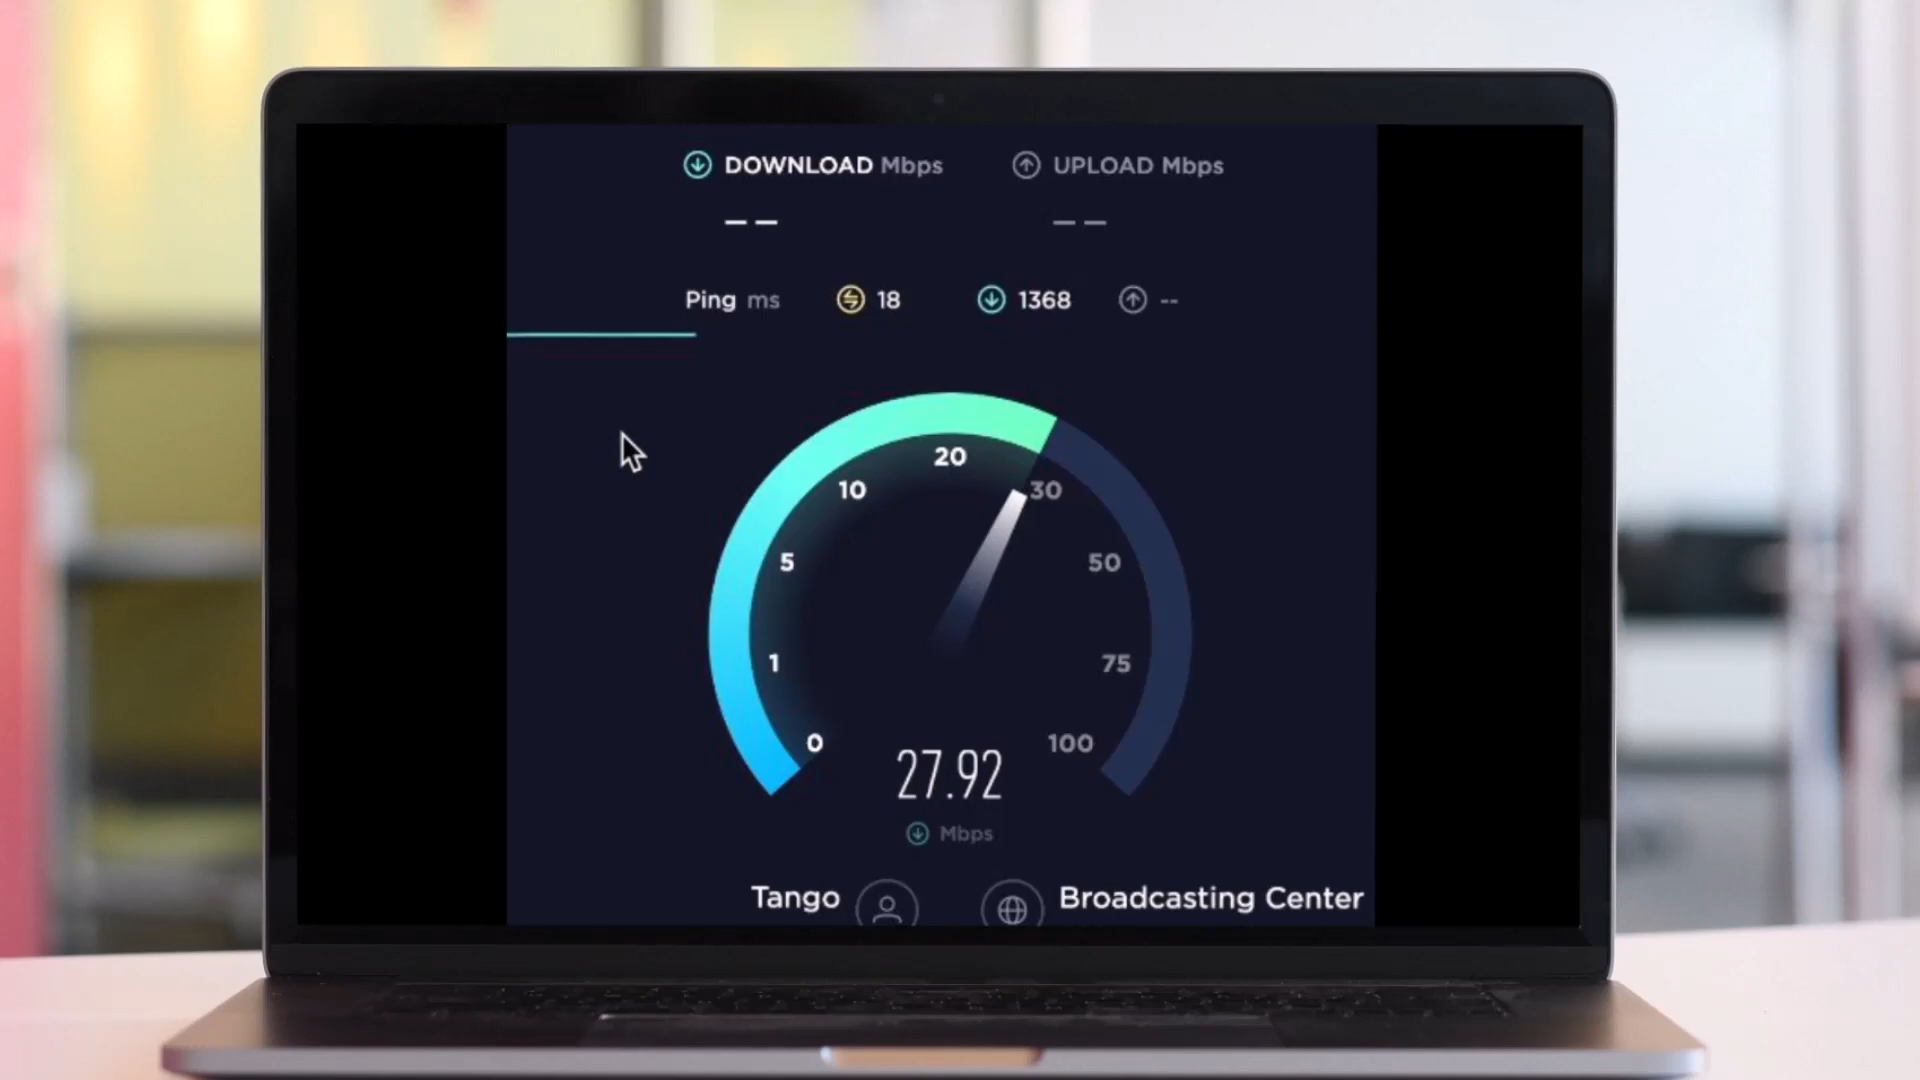 DOWNLOAD Mbps UPLOAD Mbps
— — — —
Ping ms 18 1368 --
20
10 30
5 50
1 75
0 100
27.92
Mbps
Tango Broadcasting Center